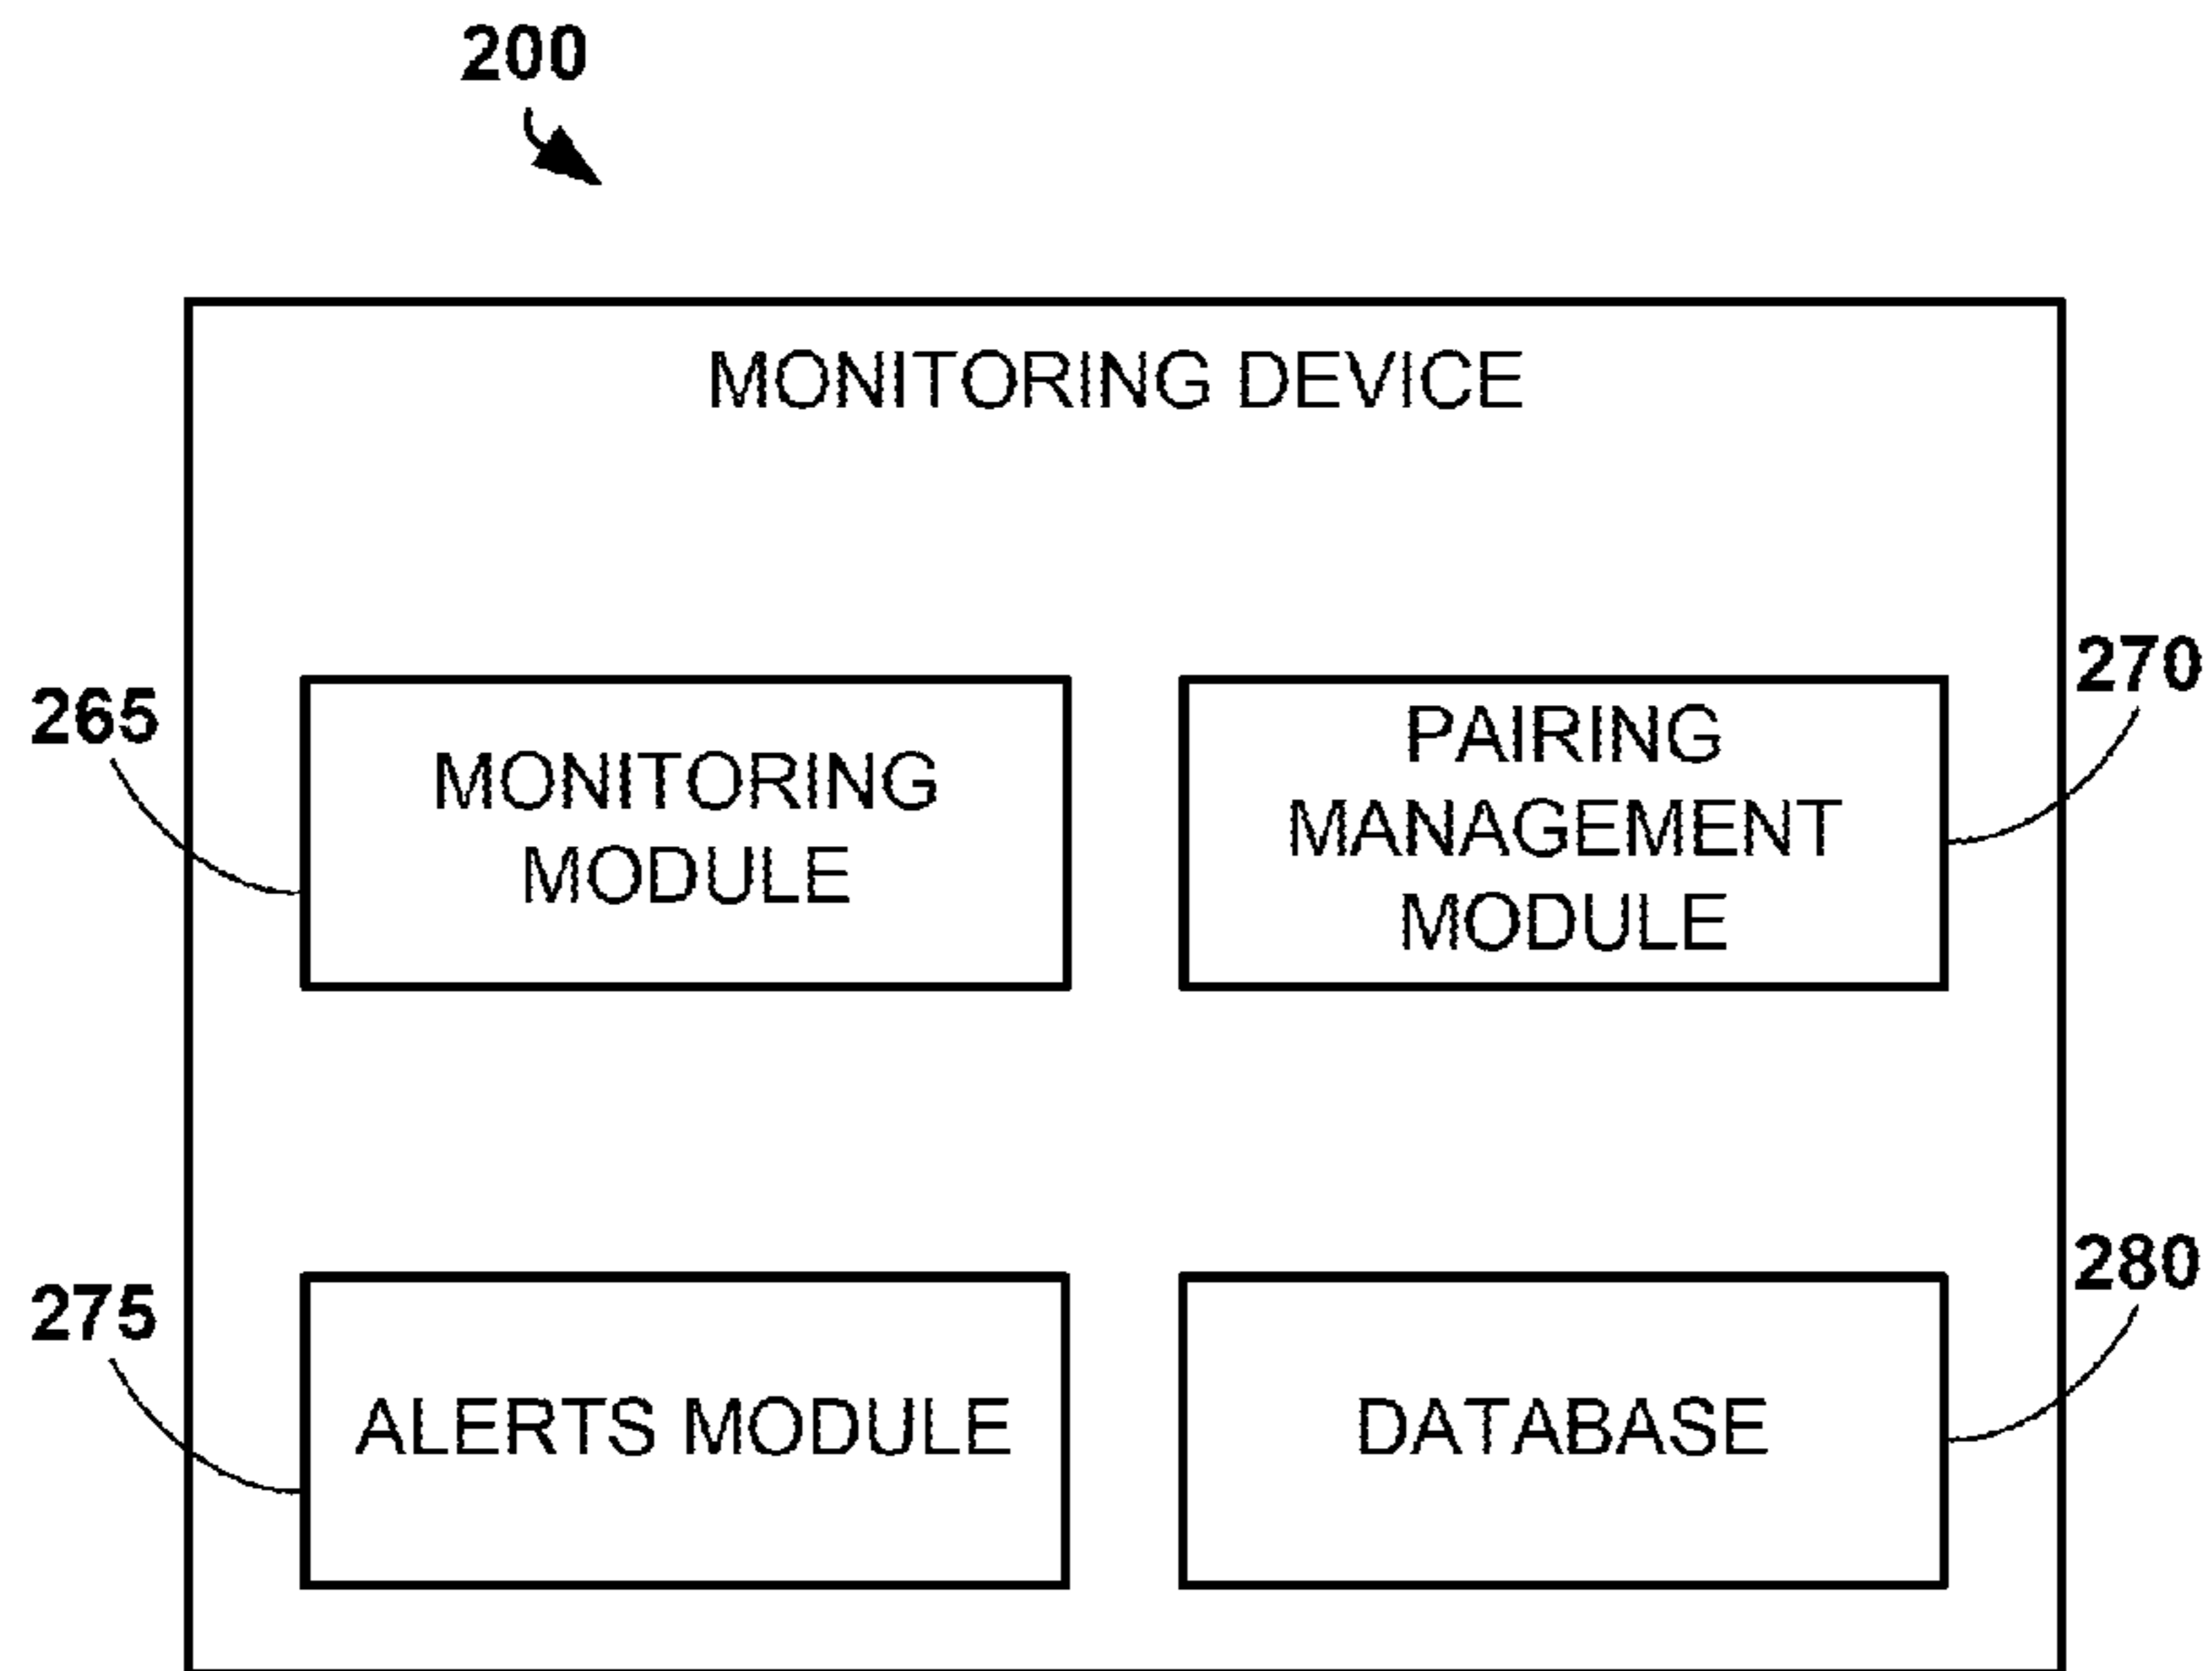 200
MONITORING DEVICE
265
MONITORING
MODULE
270
PAIRING
MANAGEMENT
MODULE
275
ALERTS MODULE
280
DATABASE